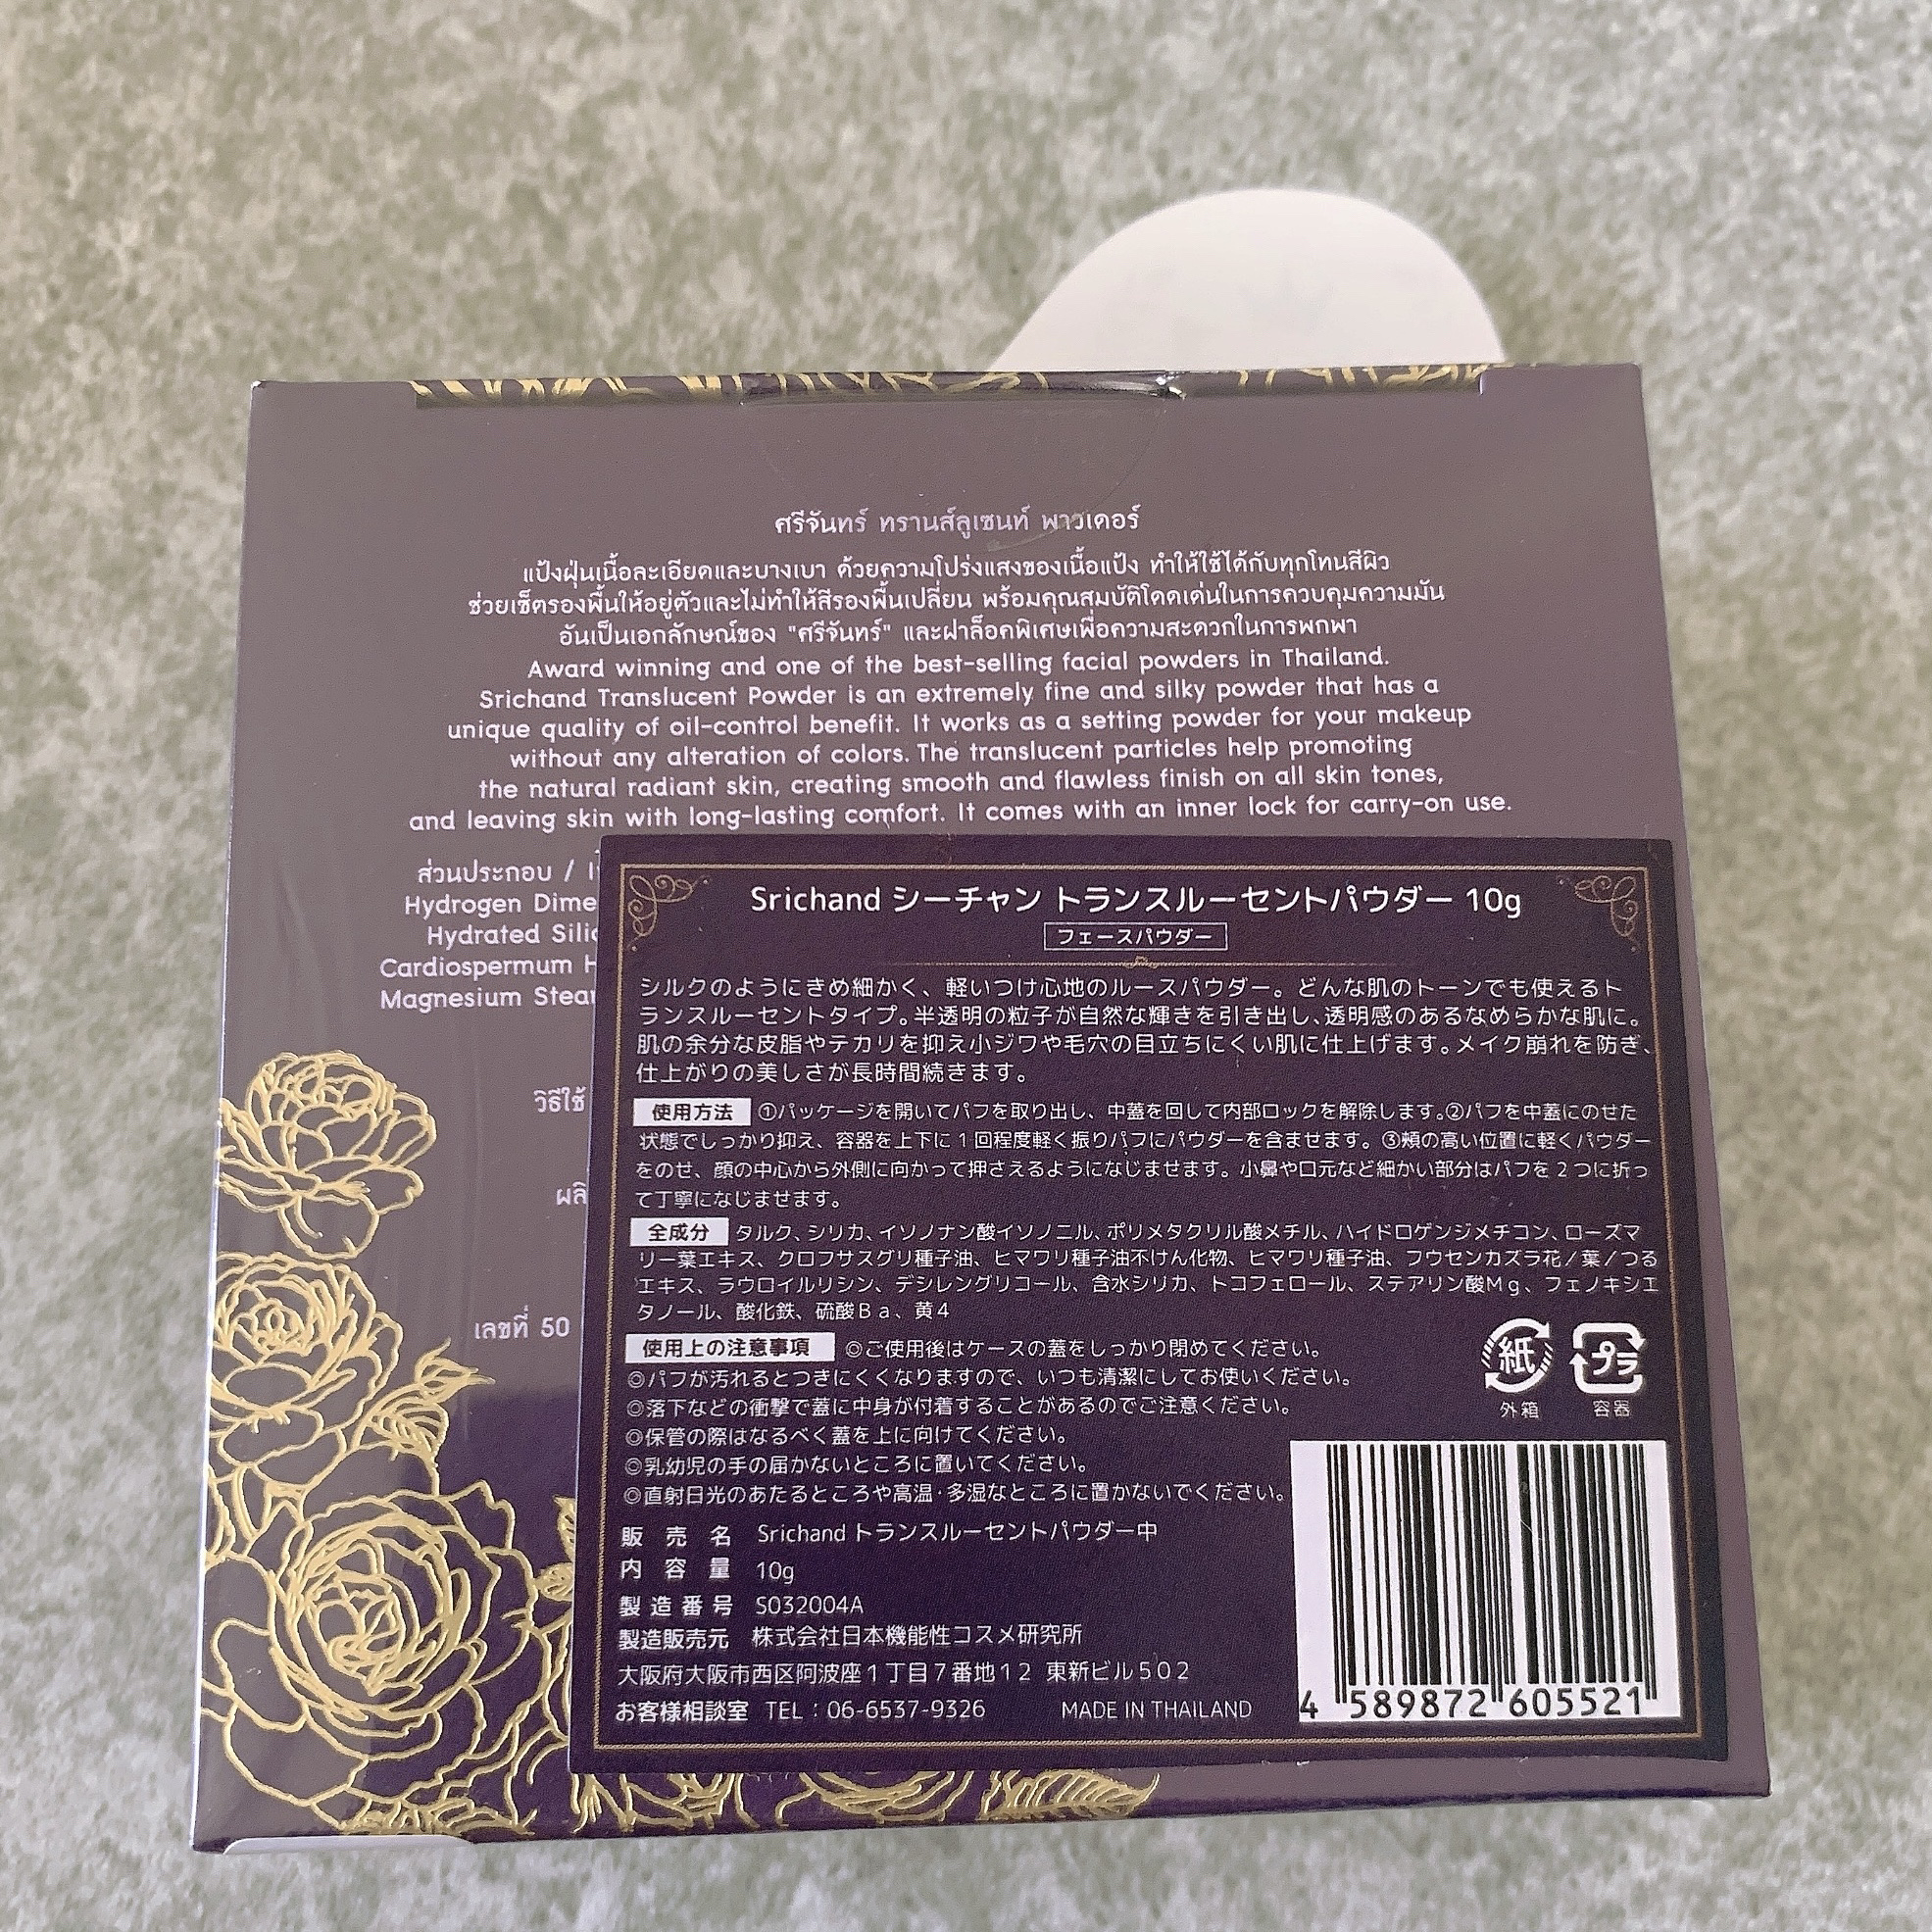 ศรีจันทร์ ทรานส์ลูเซนท์ พาวเดอร์
แป้งฝุ่นเนื้อละเอียดและบางเบา ด้วยความโปร่งแสงของเนื้อแป้ง ทำให้ใช้ได้กับทุกโทนสีผิว
ช่วยเซ็ตรองพื้นให้อยู่ตัวและไม่ทำให้สีรองพื้นเปลี่ยน พร้อมคุณสมบัติโดดเด่นในการควบคุมความมัน
อันเป็นเอกลักษณ์ของ "ศรีจันทร์" และฝาล็อคพิเศษเพื่อความสะดวกในการพกพา
Award winning and one of the best-selling facial powders in Thailand.
Srichand Translucent Powder is an extremely fine and silky powder that has a
unique quality of oil-control benefit. It works as a setting powder for your makeup
without any alteration of colors. The translucent particles help promoting
the natural radiant skin, creating smooth and flawless finish on all skin tones,
and leaving skin with long-lasting comfort. It comes with an inner lock for carry-on use.
ส่วนประกอบ /
Hydrogen Dime
Hydrated Silic
Cardiospermum H
Magnesium Stear
วิธีใช้
ผลิ
เลขที่ 50
Srichand シーチャン トランスルーセントパウダー 10g
フェースパウダー
シルクのようにきめ細かく、軽いつけ心地のルースパウダー。どんな肌のトーンでも使えるト
ランスルーセントタイプ。半透明の粒子が自然な輝きを引き出し、透明感のあるなめらかな肌に。
肌の余分な皮脂やテカリを抑え小ジワや毛穴の目立ちにくい肌に仕上げます。メイク崩れを防ぎ、
仕上がりの美しさが長時間続きます。
使用方法 ①パッケージを開いてパフを取り出し、中蓋を回して内部ロックを解除します。②パフを中蓋にのせた
状態でしっかり抑え、容器を上下に1回程度軽く振りパフにパウダーを含ませます。③頬の高い位置に軽くパウダー
をのせ、顔の中心から外側に向かって押さえるようになじませます。小鼻や口元など細かい部分はパフを2つに折っ
て丁寧になじませます。
全成分 タルク、シリカ、イソノナン酸イソノニル、ポリメタクリル酸メチル、ハイドロゲンジメチコン、ローズマ
リー葉エキス、クロフサスグリ種子油、ヒマワリ種子油不けん化物、ヒマワリ種子油、フウセンカズラ花/葉/つる
エキス、ラウロイルリシン、デシレングリコール、含水シリカ、トコフェロール、ステアリン酸Mg、フェノキシエ
タノール、酸化鉄、硫酸Ba、黄4
使用上の注意事項 ◎ご使用後はケースの蓋をしっかり閉めてください。
◎パフが汚れるとつきにくくなりますので、いつも清潔にしてお使いください。
◎落下などの衝撃で蓋に中身が付着することがあるのでご注意ください。
◎保管の際はなるべく蓋を上に向けてください。
◎乳幼児の手の届かないところに置いてください。
◎直射日光のあたるところや高温・多湿なところに置かないでください。
紙 プラ
外箱 容器
販売名 Srichand トランスルーセントパウダー中
内容量 10g
製造番号 S032004A
製造販売元 株式会社日本機能性コスメ研究所
大阪府大阪市西区阿波座1丁目7番地12 東新ビル502
お客様相談室 TEL：06-6537-9326 MADE IN THAILAND
4 589872 605521